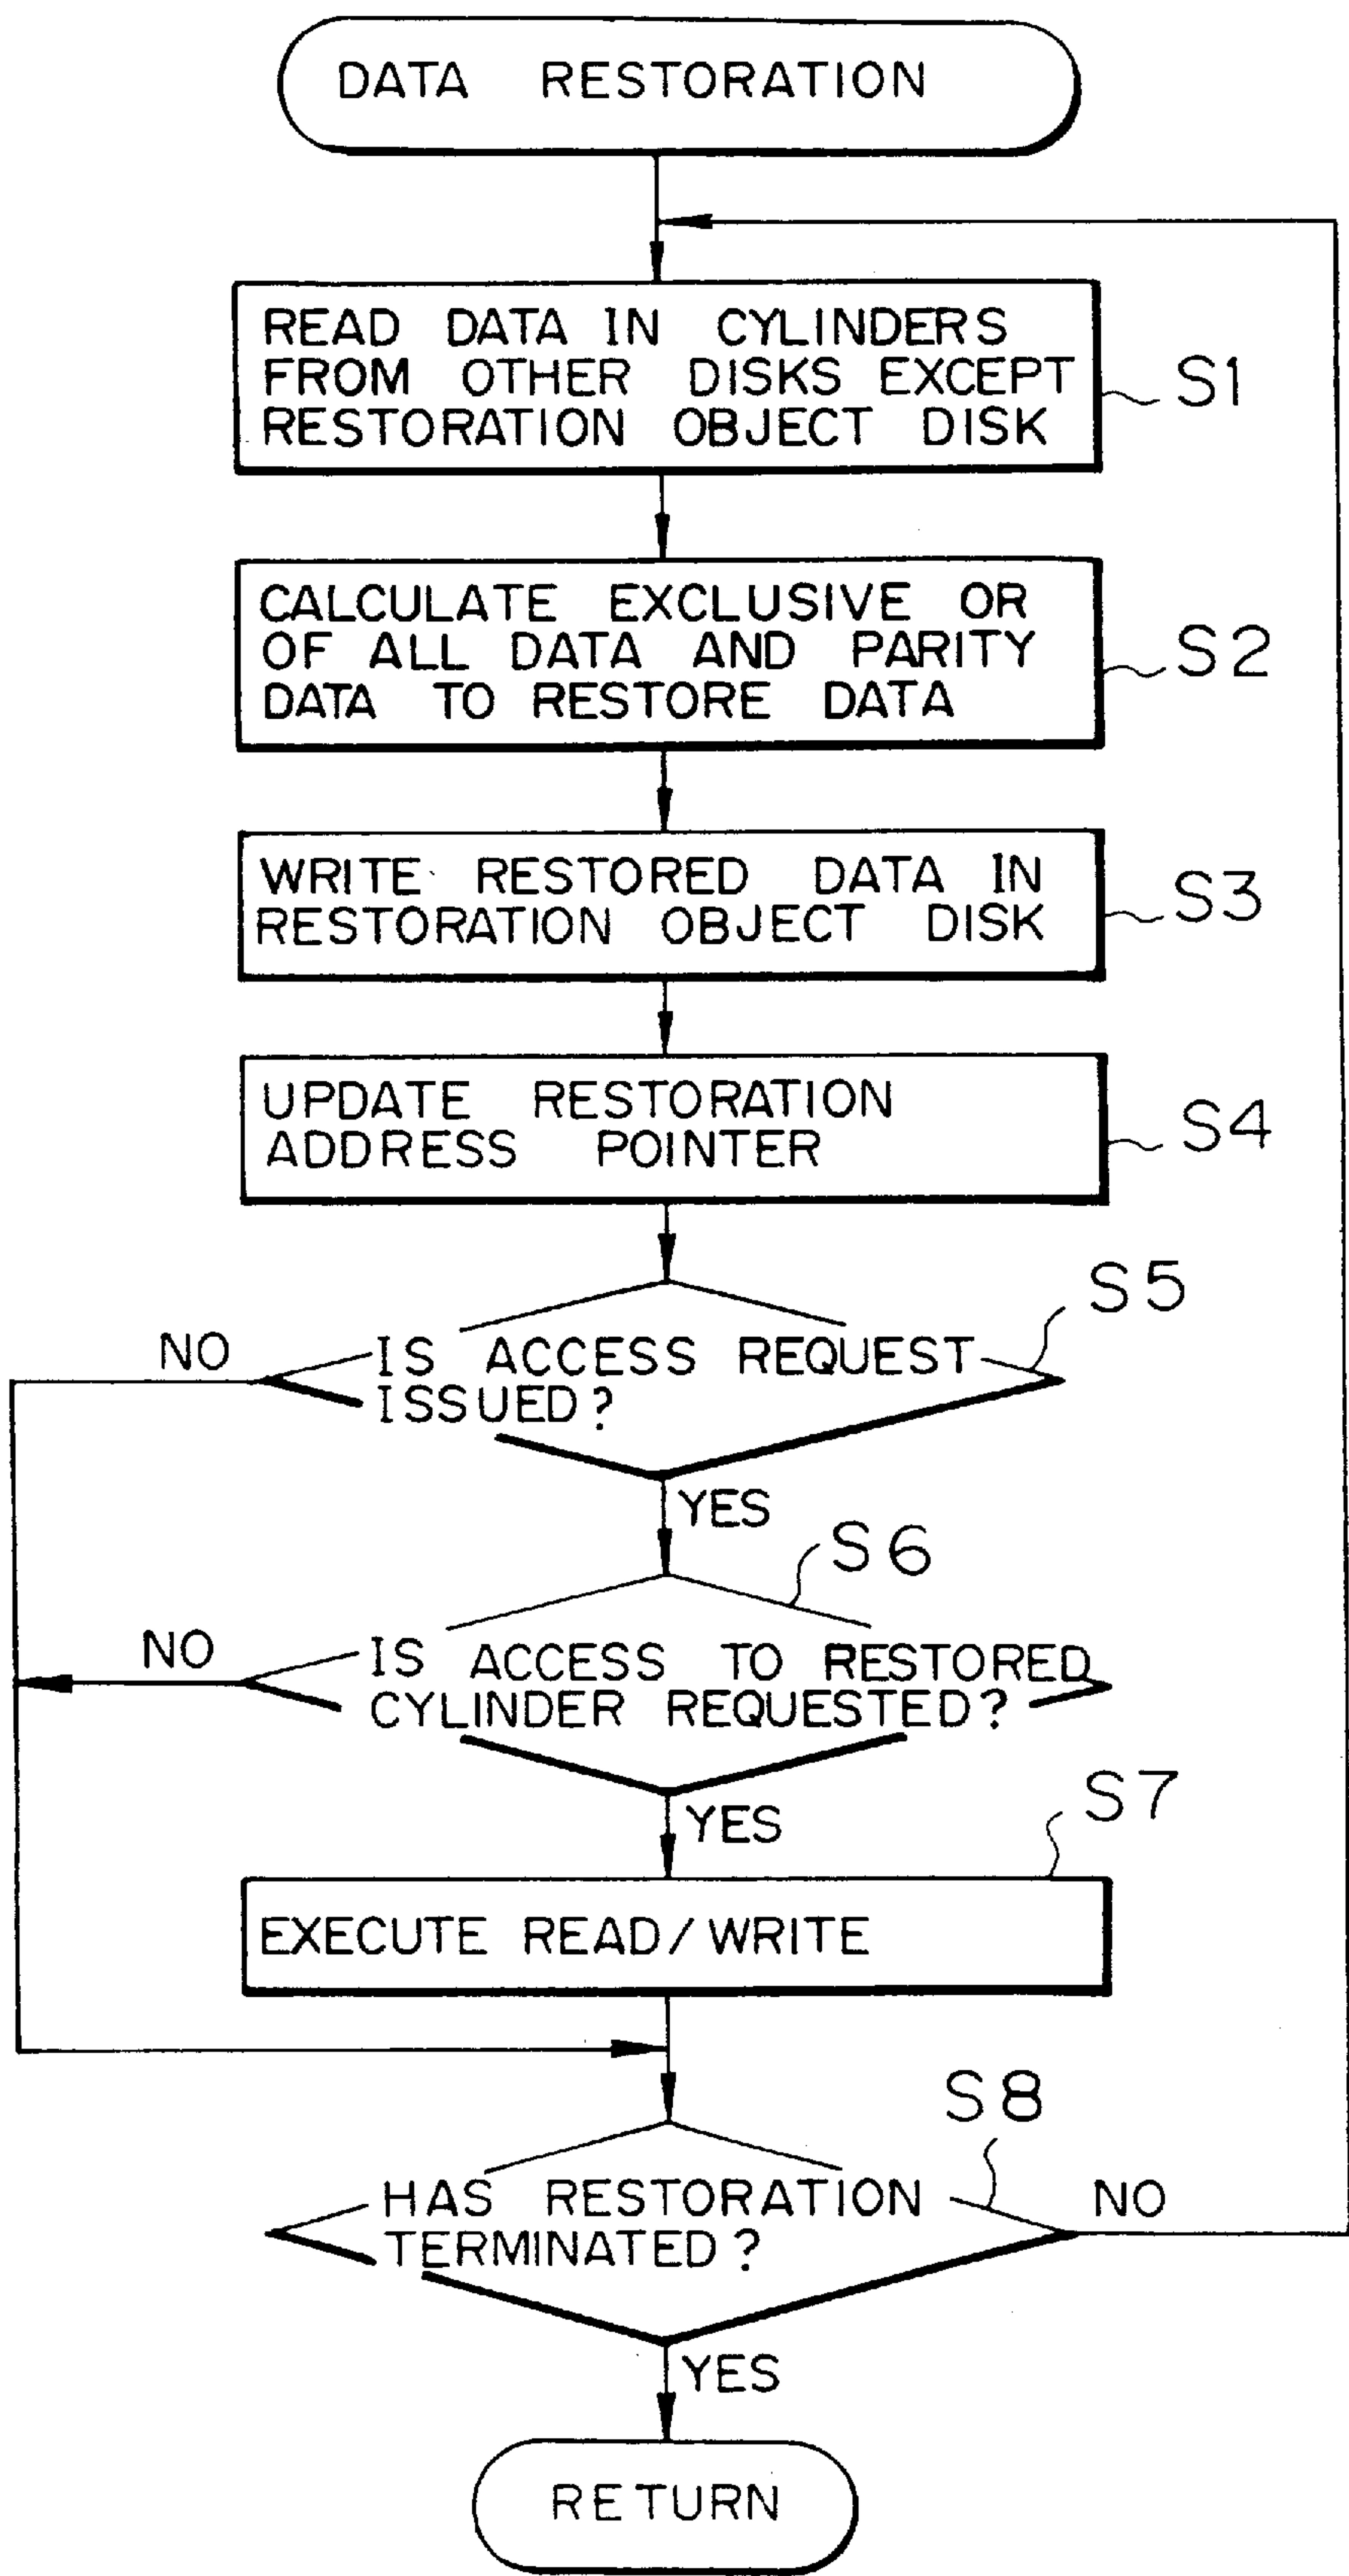 DATA RESTORATION
READ DATA IN CYLINDERS
FROM OTHER DISKS EXCEPT
RESTORATION OBJECT DISK
S1
CALCULATE EXCLUSIVE OR
OF ALL DATA AND PARITY
DATA TO RESTORE DATA
S2
WRITE RESTORED DATA IN
RESTORATION OBJECT DISK
S3
UPDATE RESTORATION
ADDRESS POINTER
S4
S5
NO
IS ACCESS REQUEST
ISSUED?
YES
S6
NO
IS ACCESS TO RESTORED
CYLINDER REQUESTED?
YES
S7
EXECUTE READ/WRITE
S8
HAS RESTORATION
TERMINATED?
NO
YES
RETURN